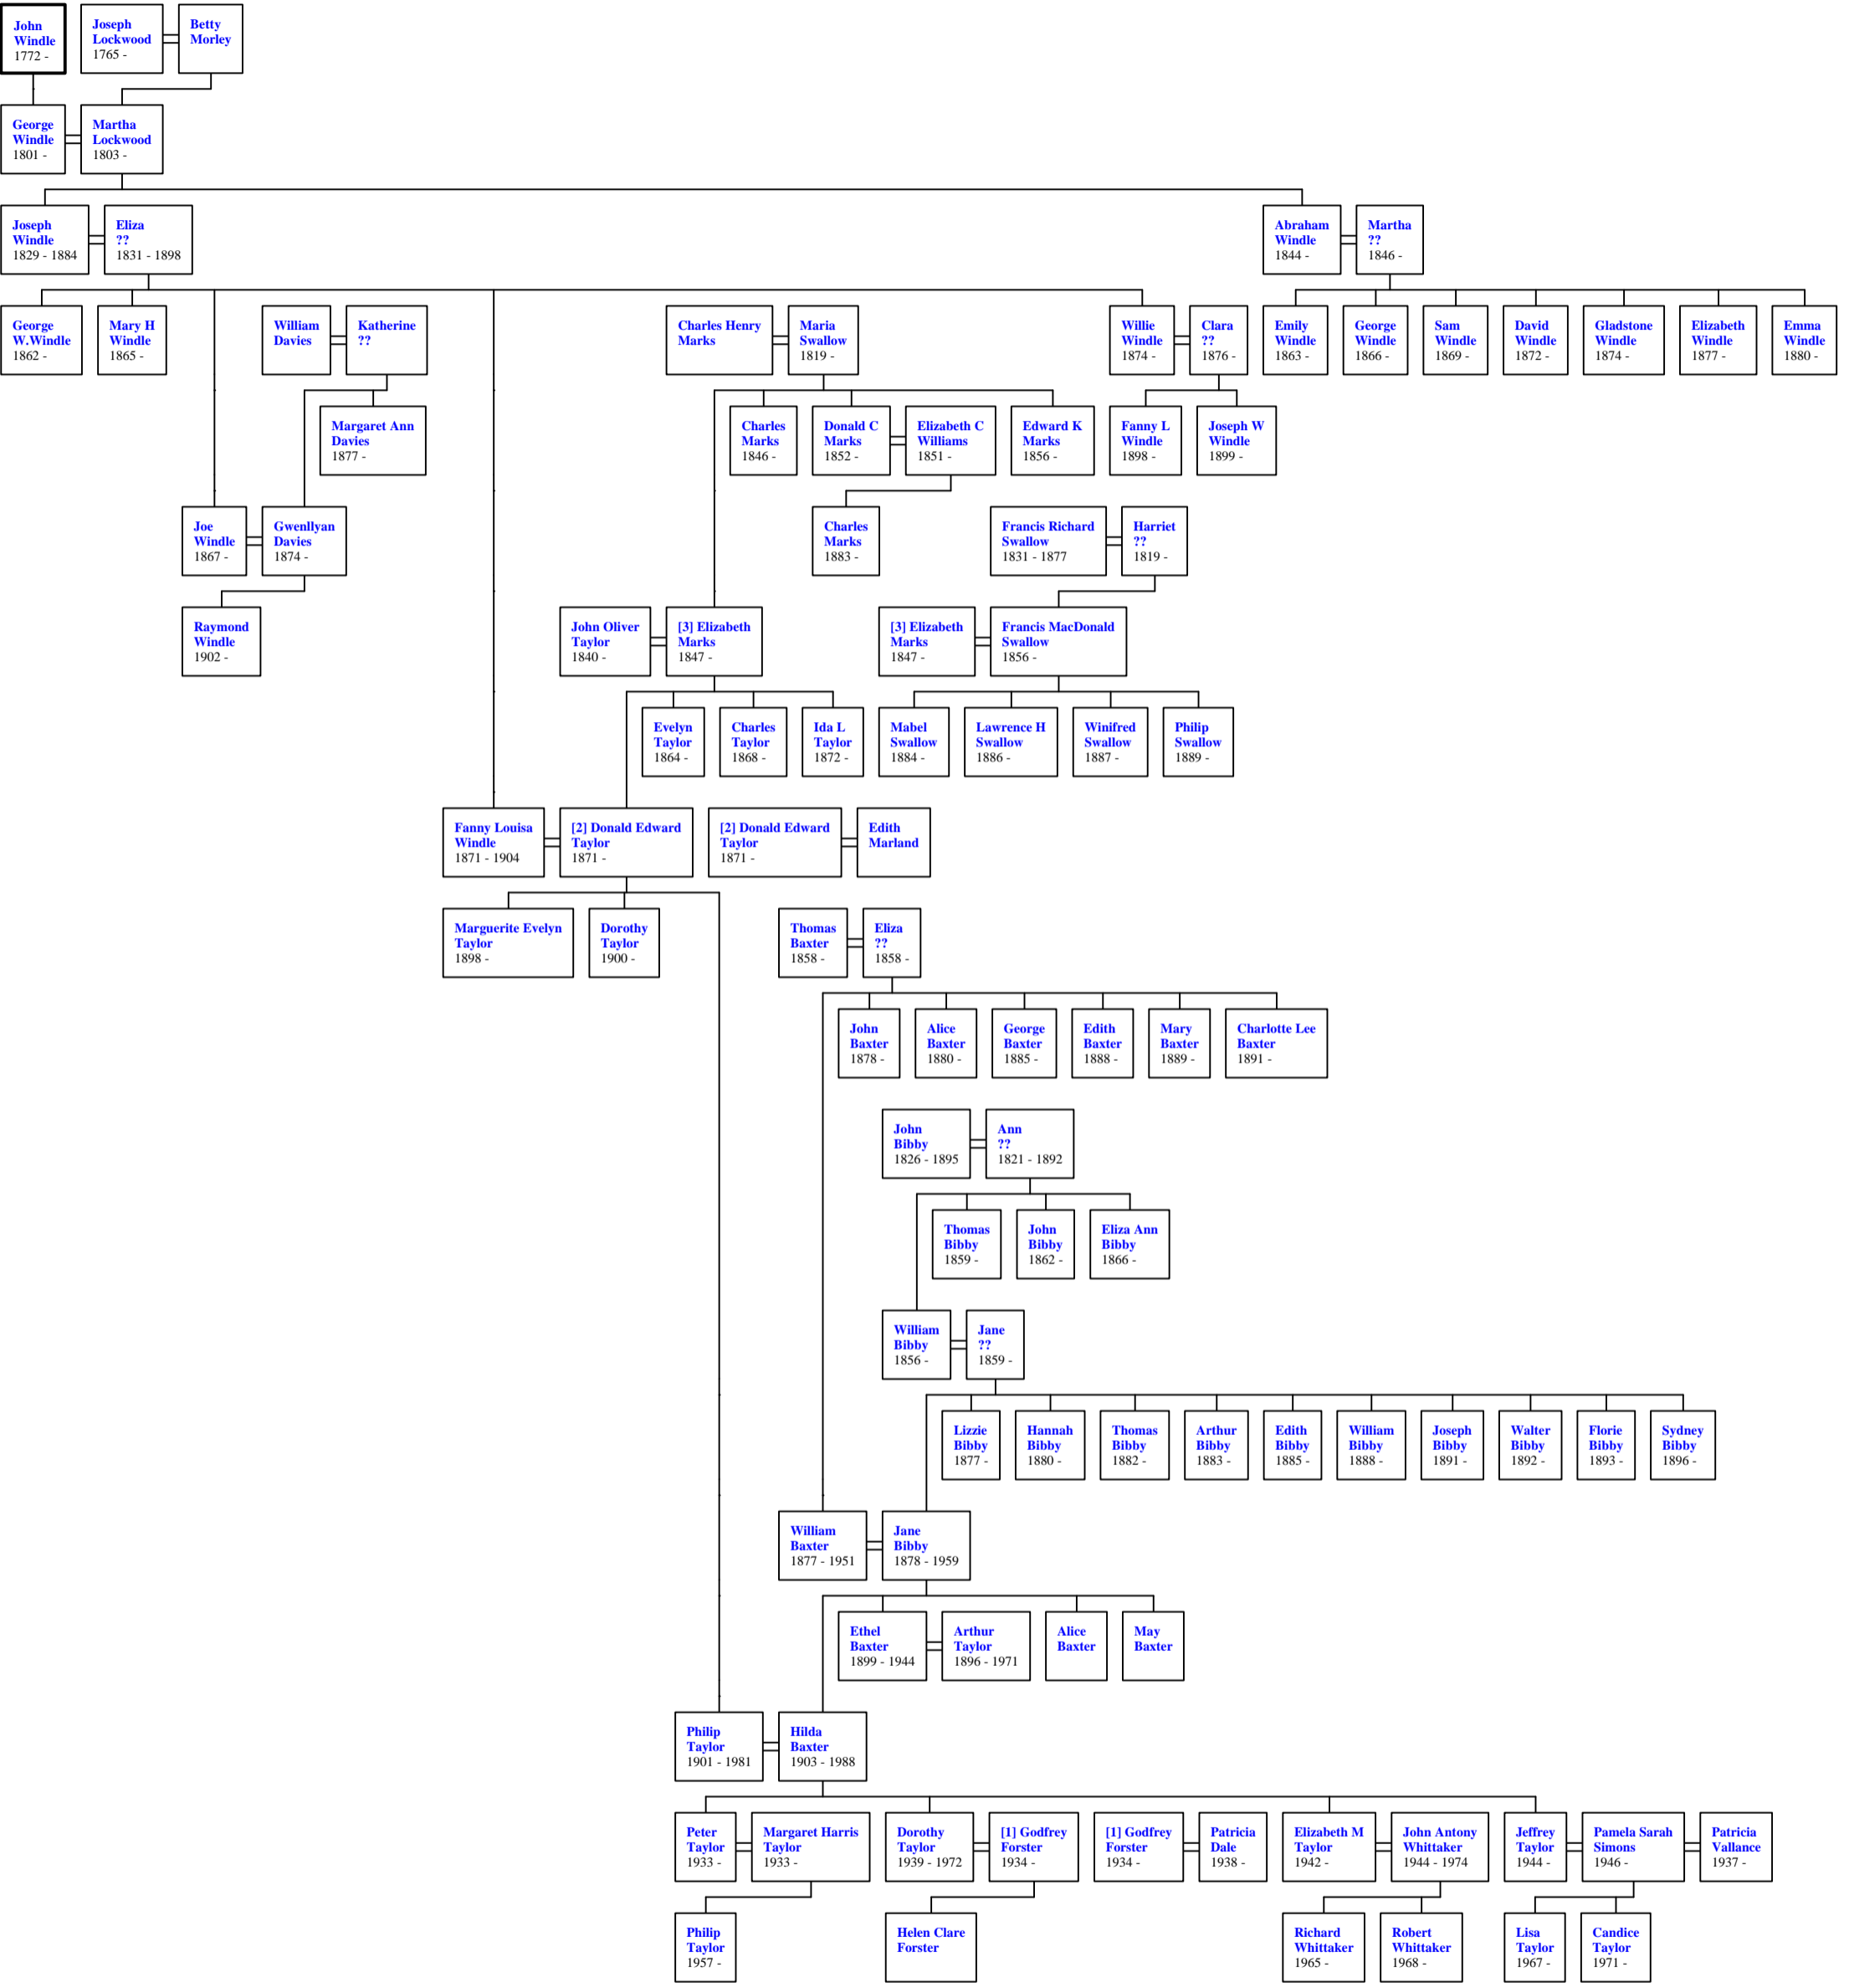 John
Windle
1772 -
Joseph
Lockwood
1765 -
Betty
Morley
George
Windle
1801 -
Martha
Lockwood
1803 -
Joseph
Windle
1829 - 1884
Eliza
??
1831 - 1898
Abraham
Windle
1844 -
Martha
??
1846 -
George
W.Windle
1862 -
Mary H
Windle
1865 -
William
Davies
Katherine
??
Charles Henry
Marks
Maria
Swallow
1819 -
Willie
Windle
1874 -
Clara
??
1876 -
Emily
Windle
1863 -
George
Windle
1866 -
Sam
Windle
1869 -
David
Windle
1872 -
Gladstone
Windle
1874 -
Elizabeth
Windle
1877 -
Emma
Windle
1880 -
Margaret Ann
Davies
1877 -
Charles
Marks
1846 -
Donald C
Marks
1852 -
Elizabeth C
Williams
1851 -
Edward K
Marks
1856 -
Fanny L
Windle
1898 -
Joseph W
Windle
1899 -
Joe
Windle
1867 -
Gwenllyan
Davies
1874 -
Charles
Marks
1883 -
Francis Richard
Swallow
1831 - 1877
Harriet
??
1819 -
Raymond
Windle
1902 -
John Oliver
Taylor
1840 -
[3] Elizabeth
Marks
1847 -
[3] Elizabeth
Marks
1847 -
Francis MacDonald
Swallow
1856 -
Evelyn
Taylor
1864 -
Charles
Taylor
1868 -
Ida L
Taylor
1872 -
Mabel
Swallow
1884 -
Lawrence H
Swallow
1886 -
Winifred
Swallow
1887 -
Philip
Swallow
1889 -
Fanny Louisa
Windle
1871 - 1904
[2] Donald Edward
Taylor
1871 -
[2] Donald Edward
Taylor
1871 -
Edith
Marland
Marguerite Evelyn
Taylor
1898 -
Dorothy
Taylor
1900 -
Thomas
Baxter
1858 -
Eliza
??
1858 -
John
Baxter
1878 -
Alice
Baxter
1880 -
George
Baxter
1885 -
Edith
Baxter
1888 -
Mary
Baxter
1889 -
Charlotte Lee
Baxter
1891 -
John
Bibby
1826 - 1895
Ann
??
1821 - 1892
Thomas
Bibby
1859 -
John
Bibby
1862 -
Eliza Ann
Bibby
1866 -
William
Bibby
1856 -
Jane
??
1859 -
Lizzie
Bibby
1877 -
Hannah
Bibby
1880 -
Thomas
Bibby
1882 -
Arthur
Bibby
1883 -
Edith
Bibby
1885 -
William
Bibby
1888 -
Joseph
Bibby
1891 -
Walter
Bibby
1892 -
Florie
Bibby
1893 -
Sydney
Bibby
1896 -
William
Baxter
1877 - 1951
Jane
Bibby
1878 - 1959
Ethel
Baxter
1899 - 1944
Arthur
Taylor
1896 - 1971
Alice
Baxter
May
Baxter
Philip
Taylor
1901 - 1981
Hilda
Baxter
1903 - 1988
Peter
Taylor
1933 -
Margaret Harris
Taylor
1933 -
Dorothy
Taylor
1939 - 1972
[1] Godfrey
Forster
1934 -
[1] Godfrey
Forster
1934 -
Patricia
Dale
1938 -
Elizabeth M
Taylor
1942 -
John Antony
Whittaker
1944 - 1974
Jeffrey
Taylor
1944 -
Pamela Sarah
Simons
1946 -
Patricia
Vallance
1937 -
Philip
Taylor
1957 -
Helen Clare
Forster
Richard
Whittaker
1965 -
Robert
Whittaker
1968 -
Lisa
Taylor
1967 -
Candice
Taylor
1971 -